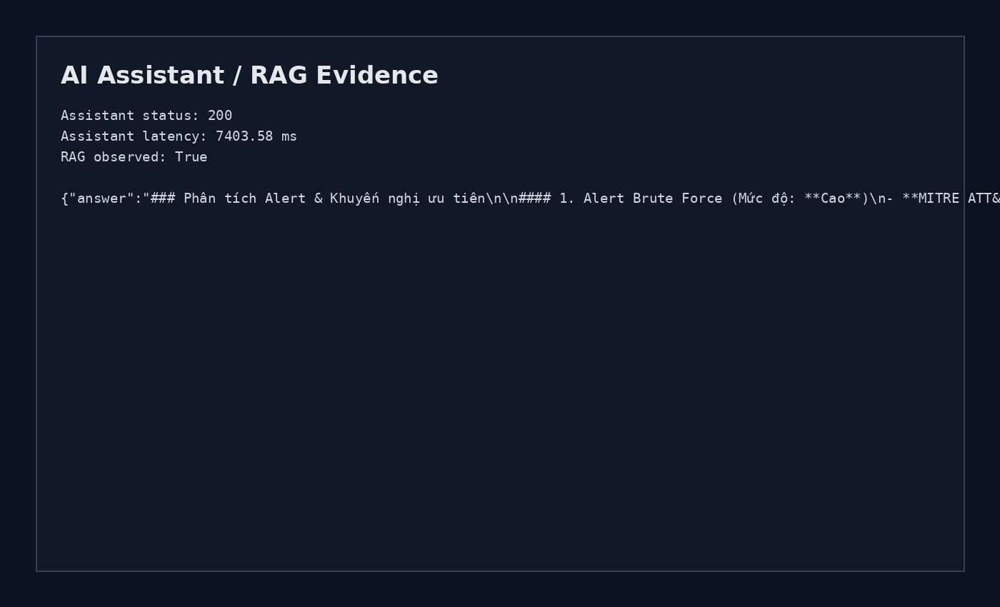 AI Assistant / RAG Evidence
Assistant status: 200
Assistant latency: 7403.58 ms
RAG observed: True
{"answer":"### Phân tích Alert & Khuyến nghị ưu tiên\n\n#### 1. Alert Brute Force (Mức độ: **Cao**)\n- **MITRE ATT&